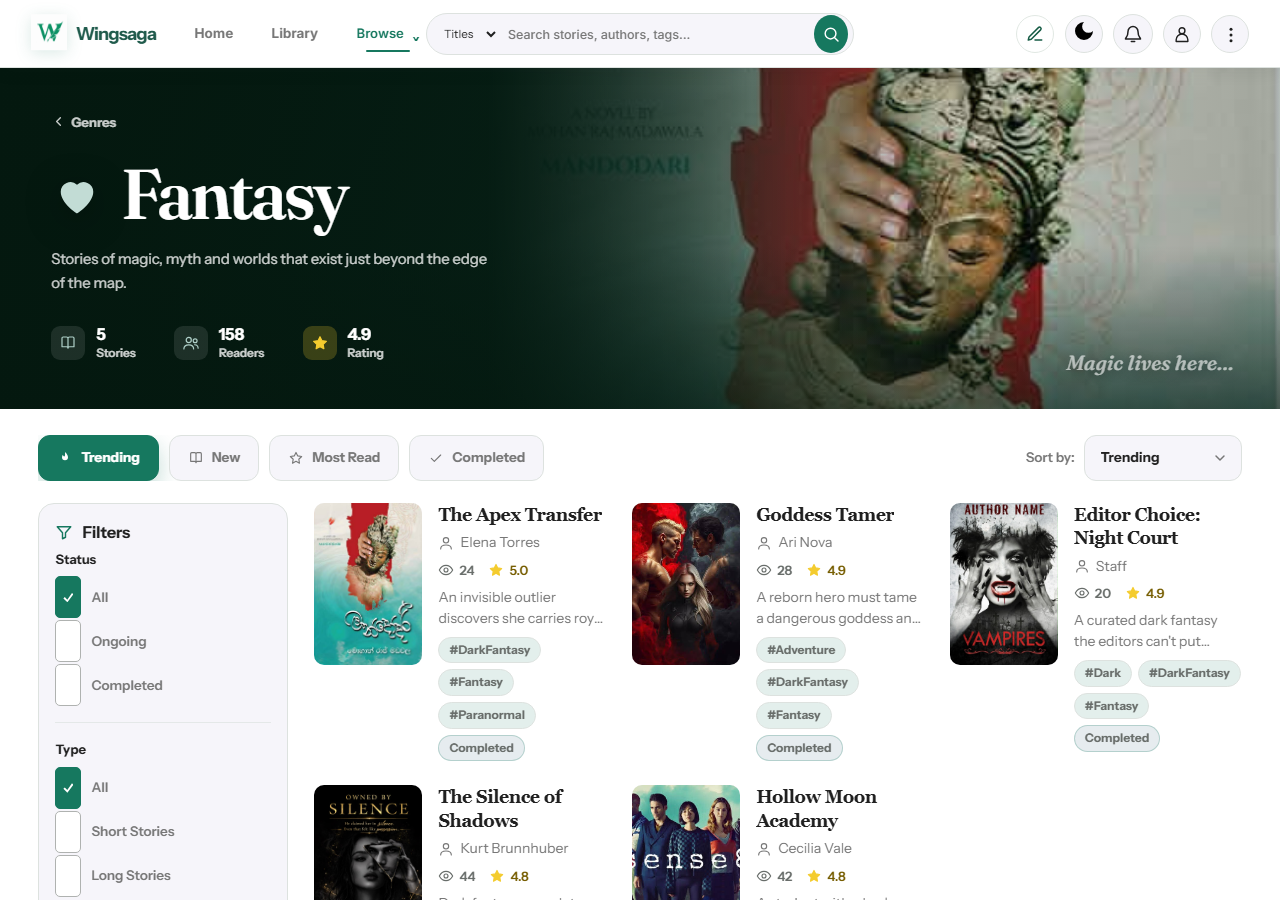 Wingsaga
Home
Library
Browse
Titles
Search stories, authors, tags...
Genres
A NOVEL BY
MOHAN RAJ MADAWALA
MANDODARI
Fantasy
Stories of magic, myth and worlds that exist just beyond the edge
of the map.
5
Stories
158
Readers
4.9
Rating
Magic lives here...
Trending
New
Most Read
Completed
Sort by:
Trending
Filters
Status
All
Ongoing
Completed
Type
All
Short Stories
Long Stories
The Apex Transfer
Elena Torres
24
5.0
An invisible outlier
discovers she carries roy...
#DarkFantasy
#Fantasy
#Paranormal
Completed
Goddess Tamer
Ari Nova
28
4.9
A reborn hero must tame
a dangerous goddess an...
#Adventure
#DarkFantasy
#Fantasy
Completed
AUTHOR NAME
VAMPIRES
Editor Choice:
Night Court
Staff
20
4.9
A curated dark fantasy
the editors can't put...
#Dark
#DarkFantasy
#Fantasy
Completed
OWNED BY
SILENCE
The Silence of
Shadows
Kurt Brunnhuber
44
4.8
sense8
Hollow Moon
Academy
Cecilia Vale
42
4.8